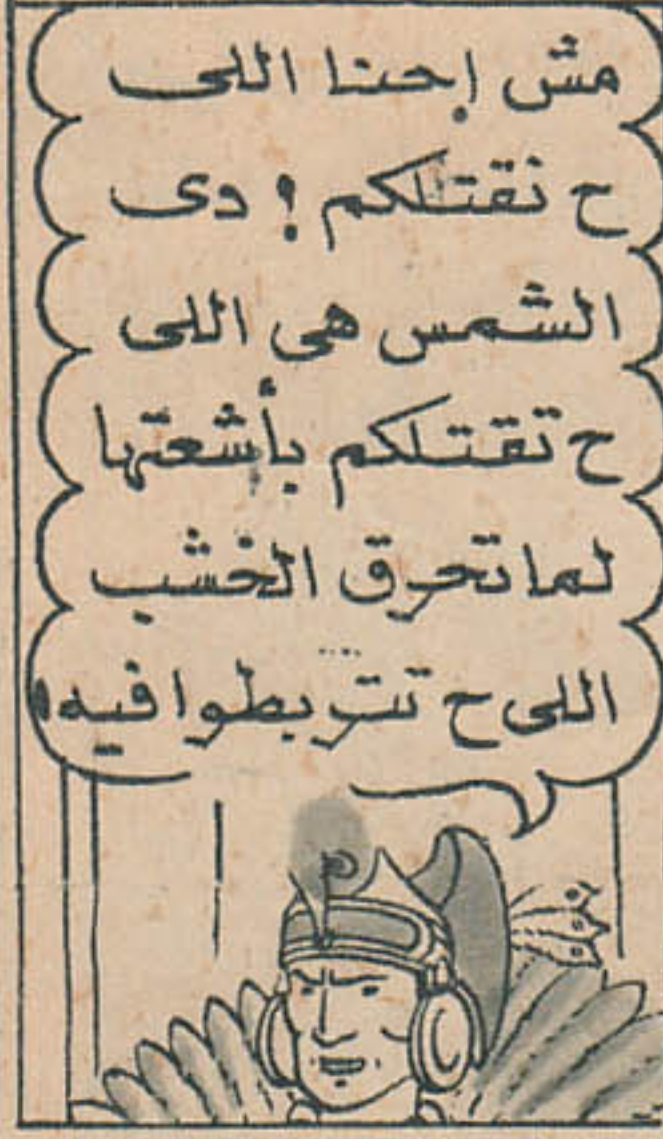 مش إحنا اللى
ح نقتلكم ! دى
الشمس هى اللى
ح تقتلكم بأشعتها
لما تحرق الخشب
اللى ح تتربطوا فيه